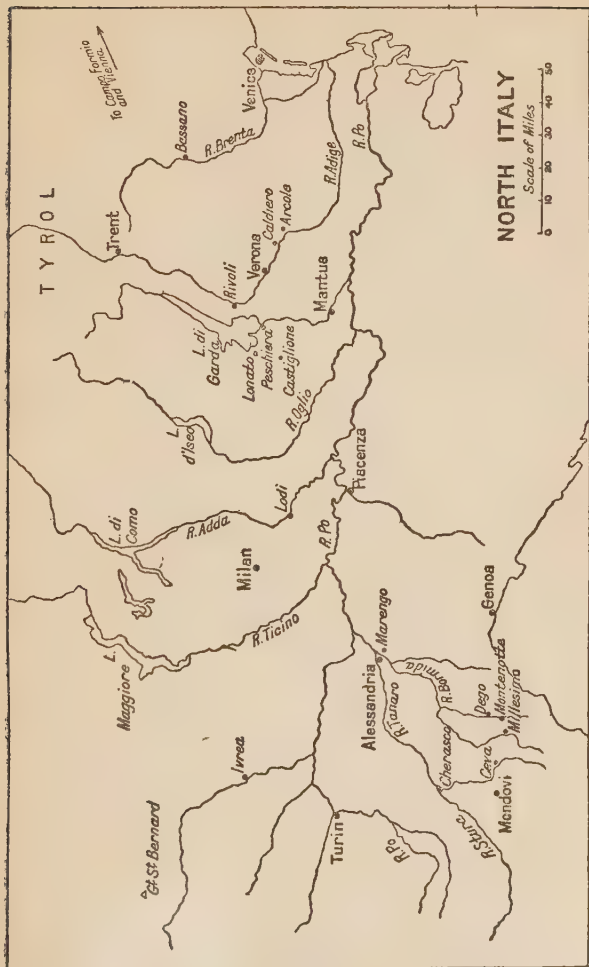 To Campo Formio
and Vienna
TYROL
Bassano
R.Brenta
Venice
Trent
R.Adige
R.Po
Rivoli
Verona
Caldiero
Arcola
L.di
Garda
Lonato
Peschiera
Castiglione
Mantua
L.
d'Iseo
R.Oglio
L.di
Como
R.Adda
Lodi
Piacenza
R.Po
Milan
L.
Maggiore
R.Ticino
Gt St Bernard
Ivrea
Turin
R.Po
Alessandria
Marengo
R.Tanaro
R.Bormida
Genoa
Cherasco
Dego
Montenotte
Millesimo
Ceva
Mondovi
R.Stura
NORTH ITALY
Scale of Miles
0 10 20 30 40 50